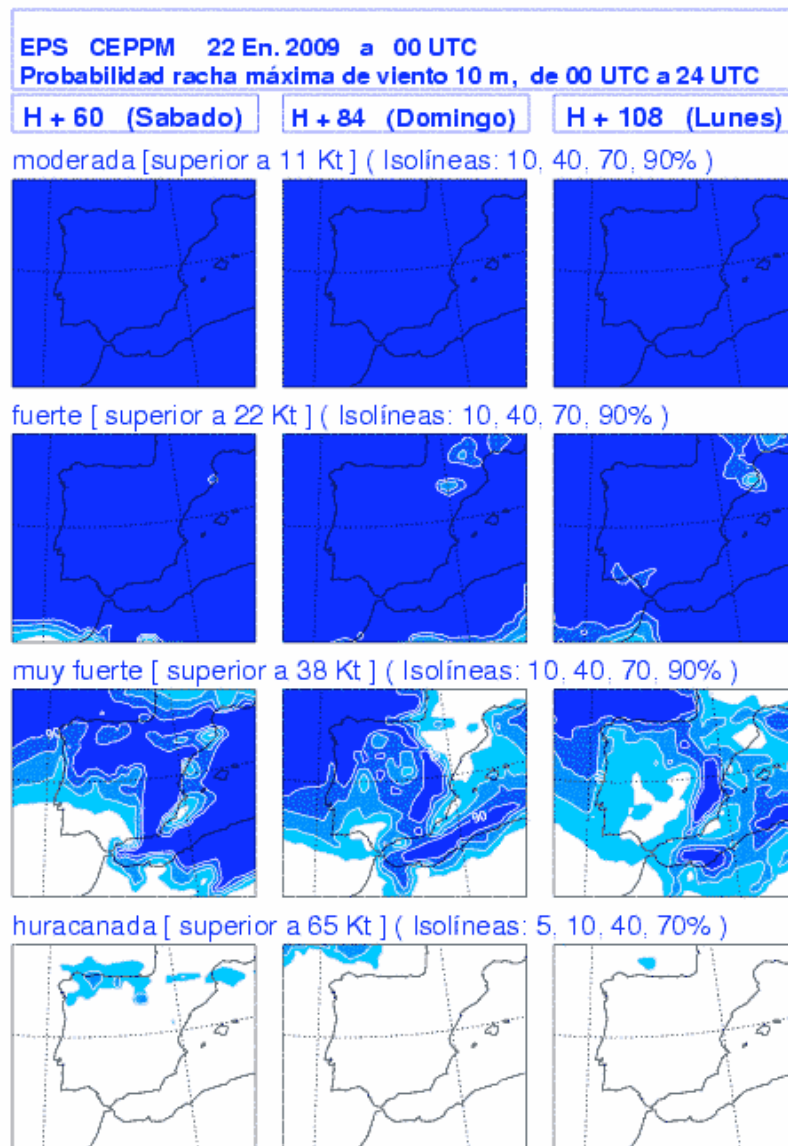 EPS CEPPM 22 En. 2009 a 00 UTC
Probabilidad racha máxima de viento 10 m, de 00 UTC a 24 UTC
H + 60 (Sabado) H + 84 (Domingo) H + 108 (Lunes)
moderada [superior a 11 Kt ] ( Isolíneas: 10, 40, 70, 90% )
fuerte [ superior a 22 Kt ] ( Isolíneas: 10, 40, 70, 90% )
muy fuerte [ superior a 38 Kt ] ( Isolíneas: 10, 40, 70, 90% )
90
huracanada [ superior a 65 Kt ] ( Isolíneas: 5, 10, 40, 70% )